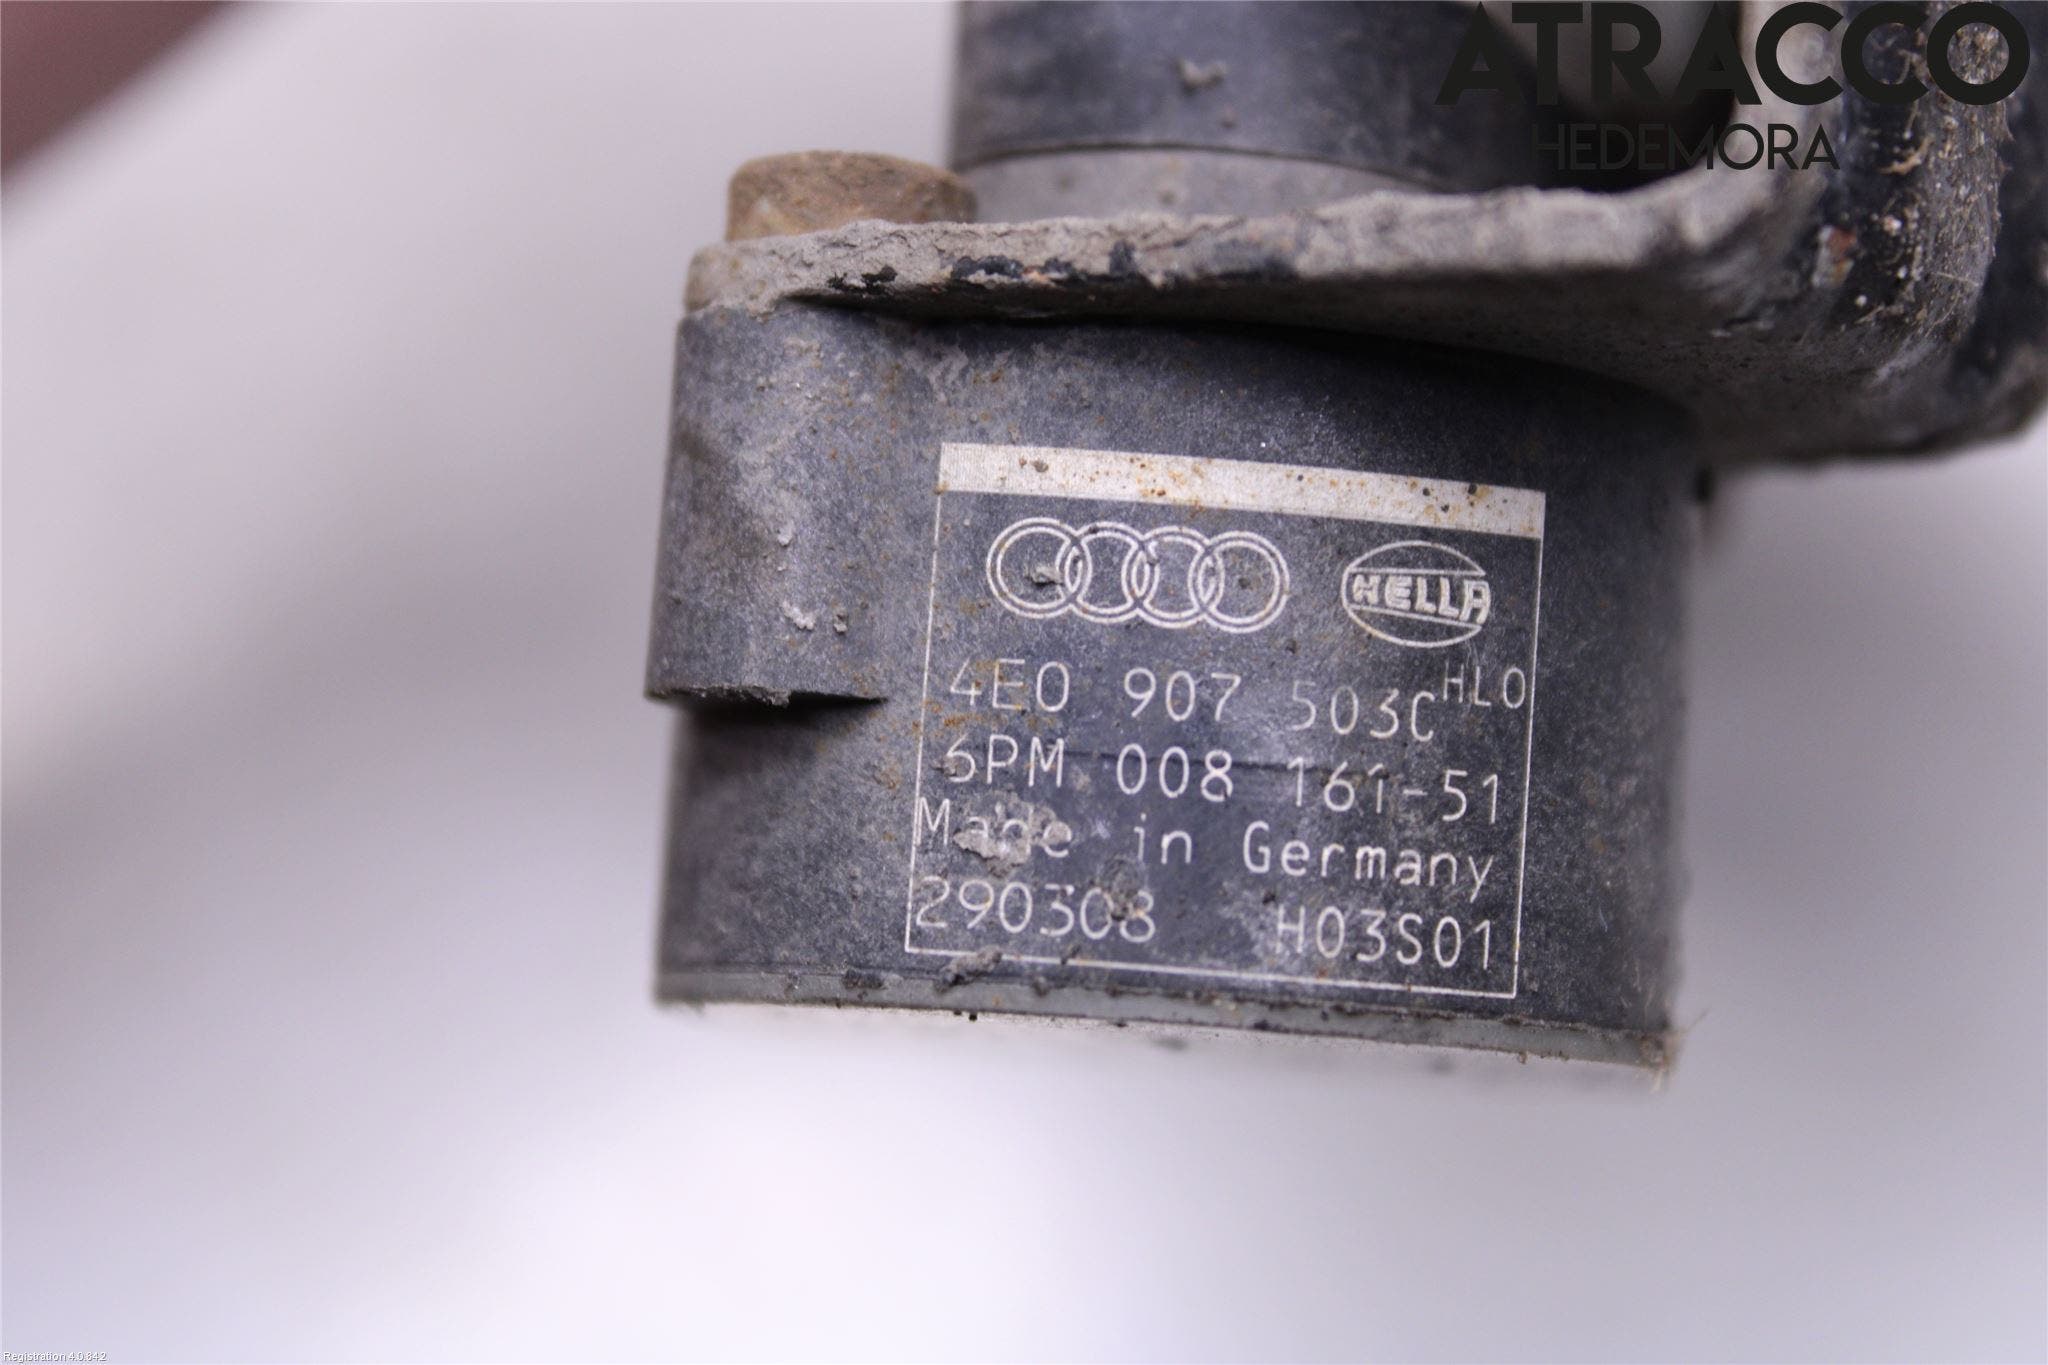 ATRACCO
HEDEMORA
HELLA
4E0 907 503C HLO
6PM 008 161-51
Made in Germany
290308 H03S01
Registration 4.0.842